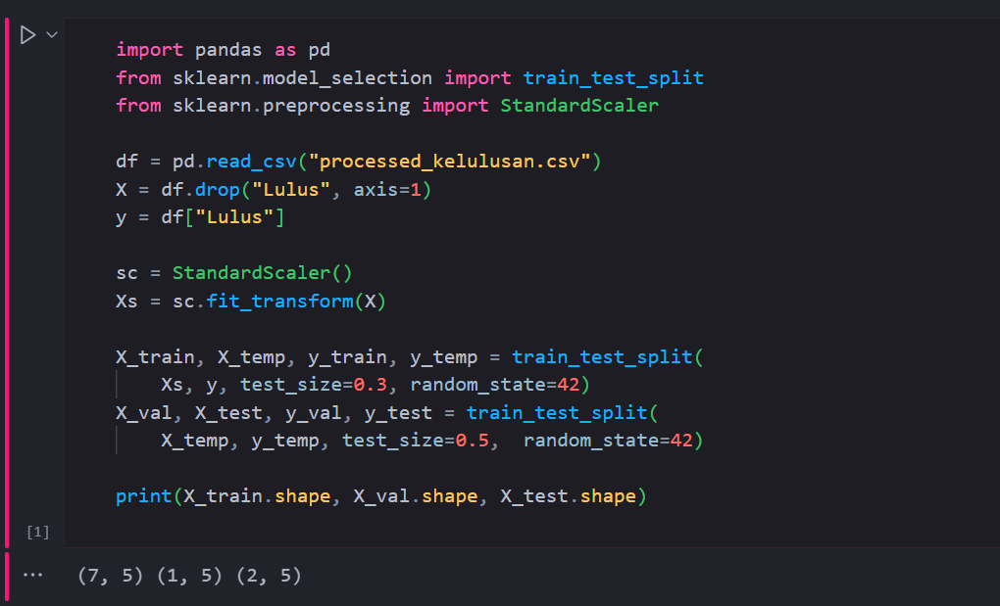 import pandas as pd
from sklearn.model_selection import train_test_split
from sklearn.preprocessing import StandardScaler
df = pd.read_csv("processed_kelulusan.csv")
X = df.drop("Lulus", axis=1)
y = df["Lulus"]
sc = StandardScaler()
Xs = sc.fit_transform(X)
X_train, X_temp, y_train, y_temp = train_test_split(
    Xs, y, test_size=0.3, random_state=42)
X_val, X_test, y_val, y_test = train_test_split(
    X_temp, y_temp, test_size=0.5,  random_state=42)
print(X_train.shape, X_val.shape, X_test.shape)
[1]
... (7, 5) (1, 5) (2, 5)